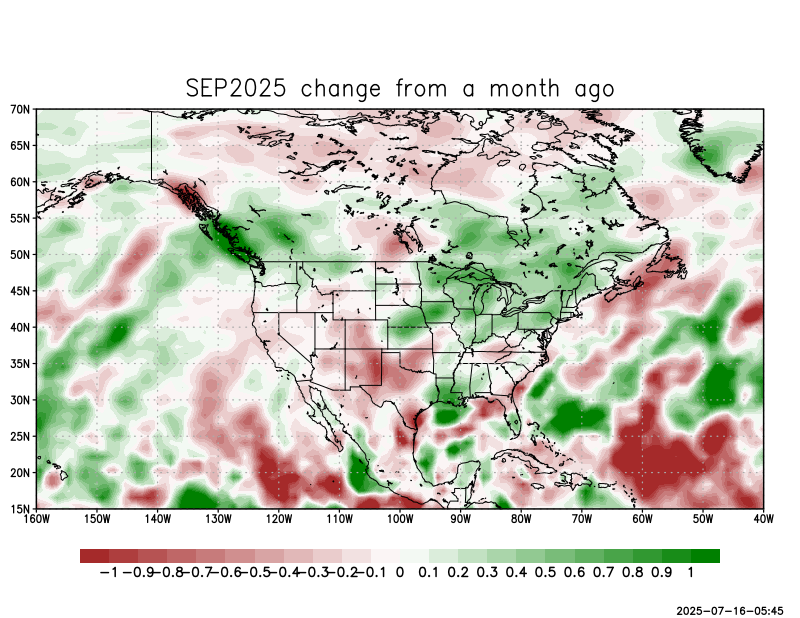 SEP2025 change from a month ago
70N
65N
60N
55N
50N
45N
40N
35N
30N
25N
20N
15N
160W 150W 140W 130W 120W 110W 100W 90W 80W 70W 60W 50W 40W
-1 -0.9 -0.8 -0.7 -0.6 -0.5 -0.4 -0.3 -0.2 -0.1 0 0.1 0.2 0.3 0.4 0.5 0.6 0.7 0.8 0.9 1
2025-07-16-05:45